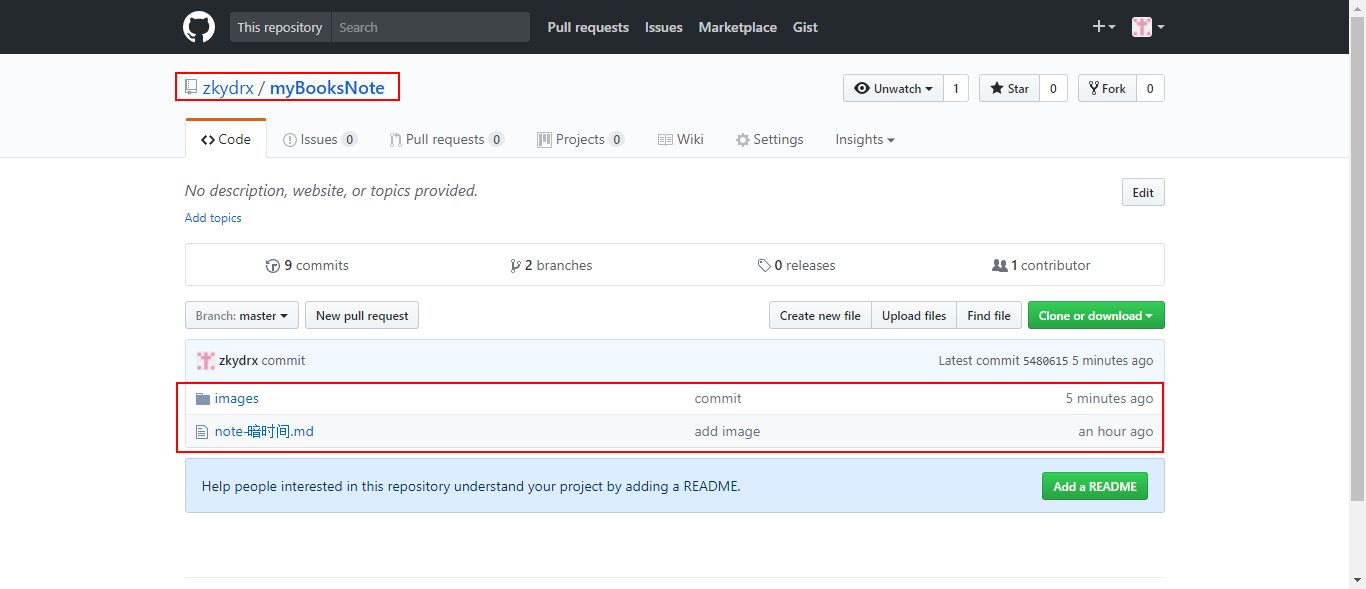 This repository Search Pull requests Issues Marketplace Gist
zkydrx / myBooksNote Unwatch 1 Star 0 Fork 0
Code Issues 0 Pull requests 0 Projects 0 Wiki Settings Insights
No description, website, or topics provided. Edit
Add topics
9 commits 2 branches 0 releases 1 contributor
Branch: master New pull request Create new file Upload files Find file Clone or download
zkydrx commit Latest commit 5480615 5 minutes ago
images commit 5 minutes ago
note-暗时间.md add image an hour ago
Help people interested in this repository understand your project by adding a README. Add a README